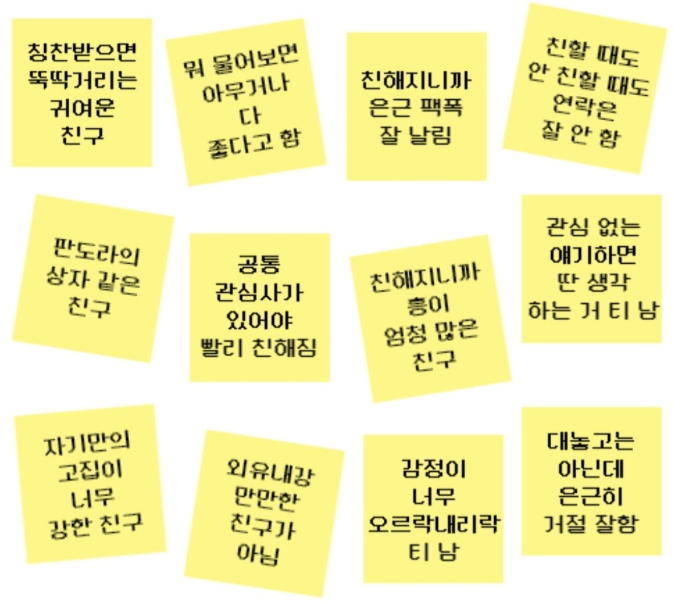 칭찬받으면
뚝딱거리는
귀여운
친구
뭐 물어보면
아무거나
다
좋다고 함
친해지니까
은근 팩폭
잘 날림
친할 때도
안 친할 때도
연락은
잘 안 함
판도라의
상자 같은
친구
공통
관심사가
있어야
빨리 친해짐
친해지니까
흥이
엄청 많은
친구
관심 없는
얘기하면
딴 생각
하는 거 티 남
자기만의
고집이
너무
강한 친구
외유내강
만만한
친구가
아님
감정이
너무
오르락내리락
티 남
대놓고는
아닌데
은근히
거절 잘함